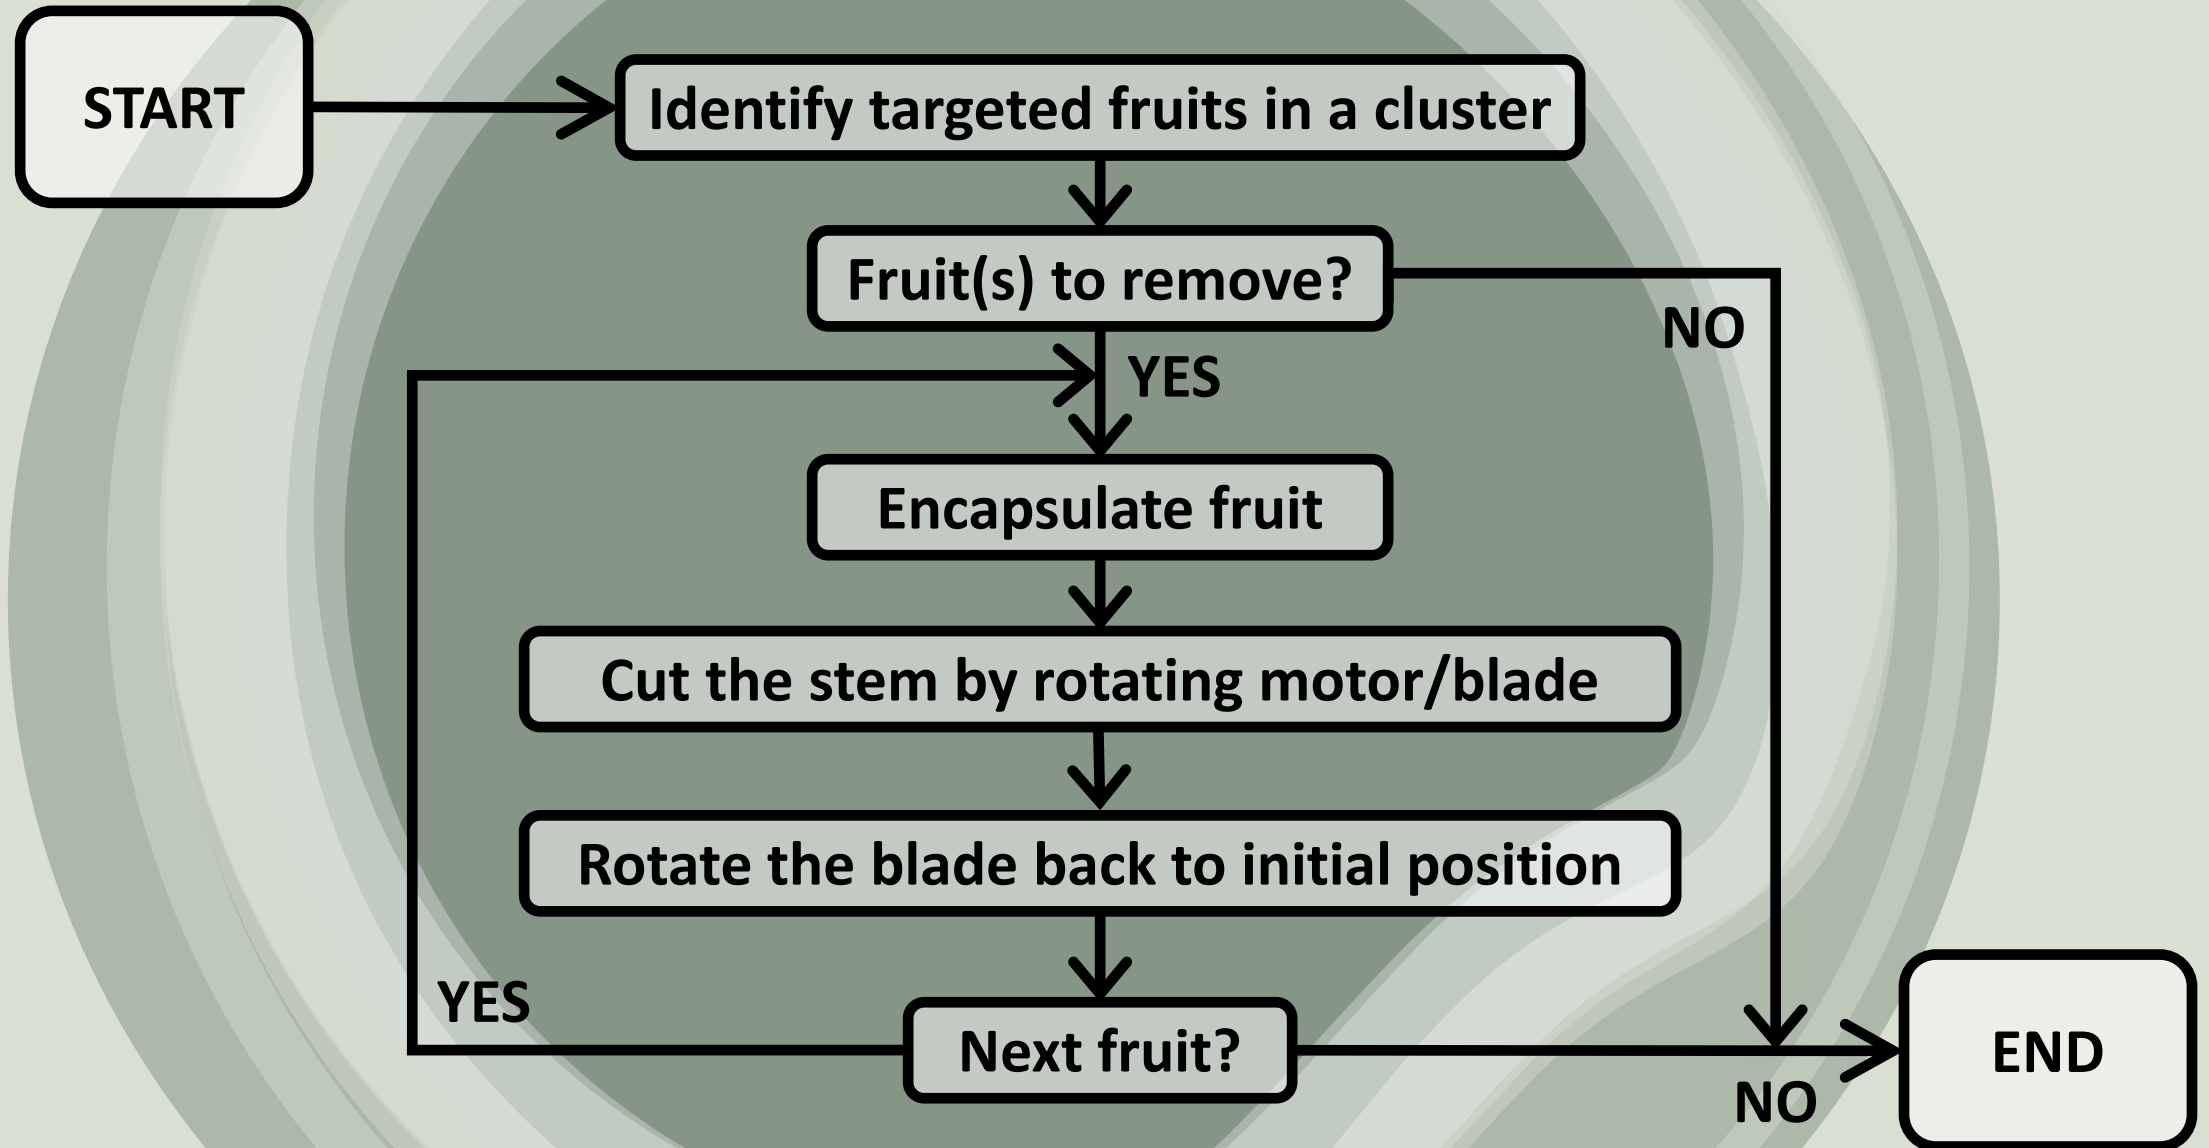 START
Identify targeted fruits in a cluster
Fruit(s) to remove?
NO
YES
Encapsulate fruit
Cut the stem by rotating motor/blade
Rotate the blade back to initial position
YES
Next fruit?
NO
END